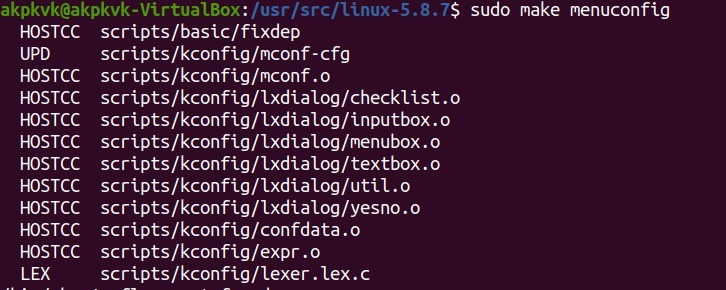 akpkvk@akpkvk-VirtualBox:/usr/src/linux-5.8.7$ sudo make menuconfig
HOSTCC scripts/basic/fixdep
UPD scripts/kconfig/mconf-cfg
HOSTCC scripts/kconfig/mconf.o
HOSTCC scripts/kconfig/lxdialog/checklist.o
HOSTCC scripts/kconfig/lxdialog/inputbox.o
HOSTCC scripts/kconfig/lxdialog/menubox.o
HOSTCC scripts/kconfig/lxdialog/textbox.o
HOSTCC scripts/kconfig/lxdialog/util.o
HOSTCC scripts/kconfig/lxdialog/yesno.o
HOSTCC scripts/kconfig/confdata.o
HOSTCC scripts/kconfig/expr.o
LEX scripts/kconfig/lexer.lex.c